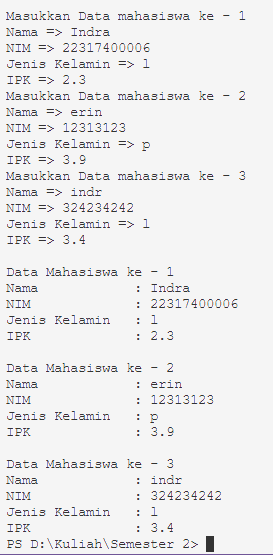 Masukkan Data mahasiswa ke - 1
Nama => Indra
NIM => 22317400006
Jenis Kelamin => l
IPK => 2.3
Masukkan Data mahasiswa ke - 2
Nama => erin
NIM => 12313123
Jenis Kelamin => p
IPK => 3.9
Masukkan Data mahasiswa ke - 3
Nama => indr
NIM => 324234242
Jenis Kelamin => l
IPK => 3.4
Data Mahasiswa ke - 1
Nama : Indra
NIM : 22317400006
Jenis Kelamin : l
IPK : 2.3
Data Mahasiswa ke - 2
Nama : erin
NIM : 12313123
Jenis Kelamin : p
IPK : 3.9
Data Mahasiswa ke - 3
Nama : indr
NIM : 324234242
Jenis Kelamin : l
IPK : 3.4
PS D:\Kuliah\Semester 2>